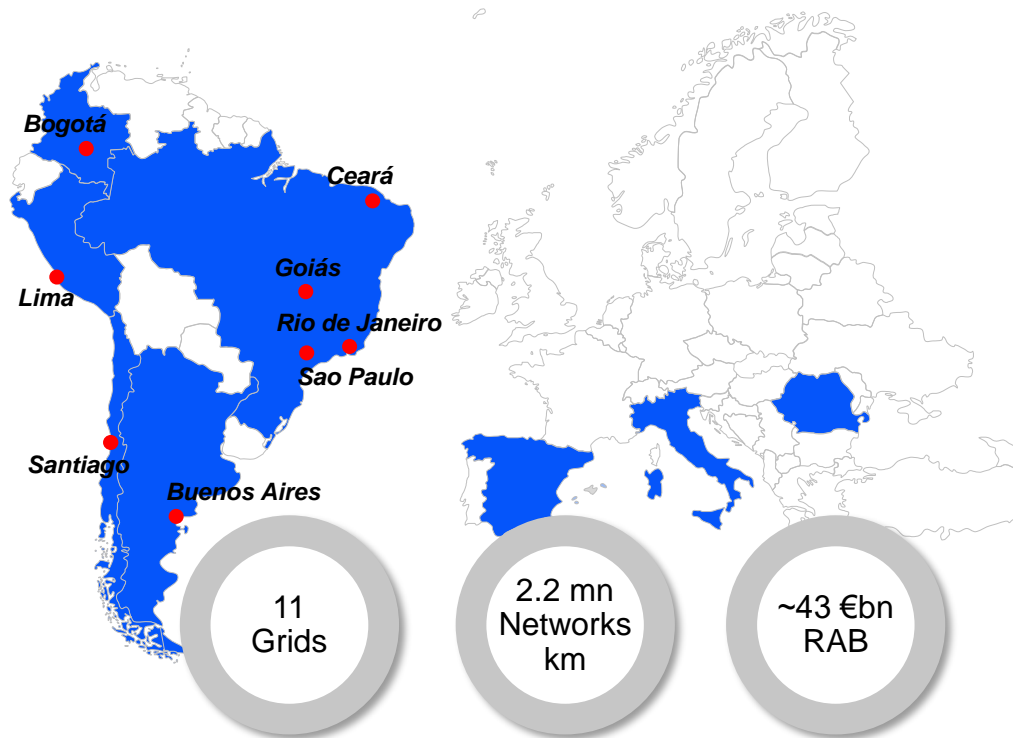 Bogotá
Ceará
Lima
Goiás
Rio de Janeiro
Sao Paulo
Santiago
Buenos Aires
11
Grids
2.2 mn
Networks
km
~43 €bn
RAB